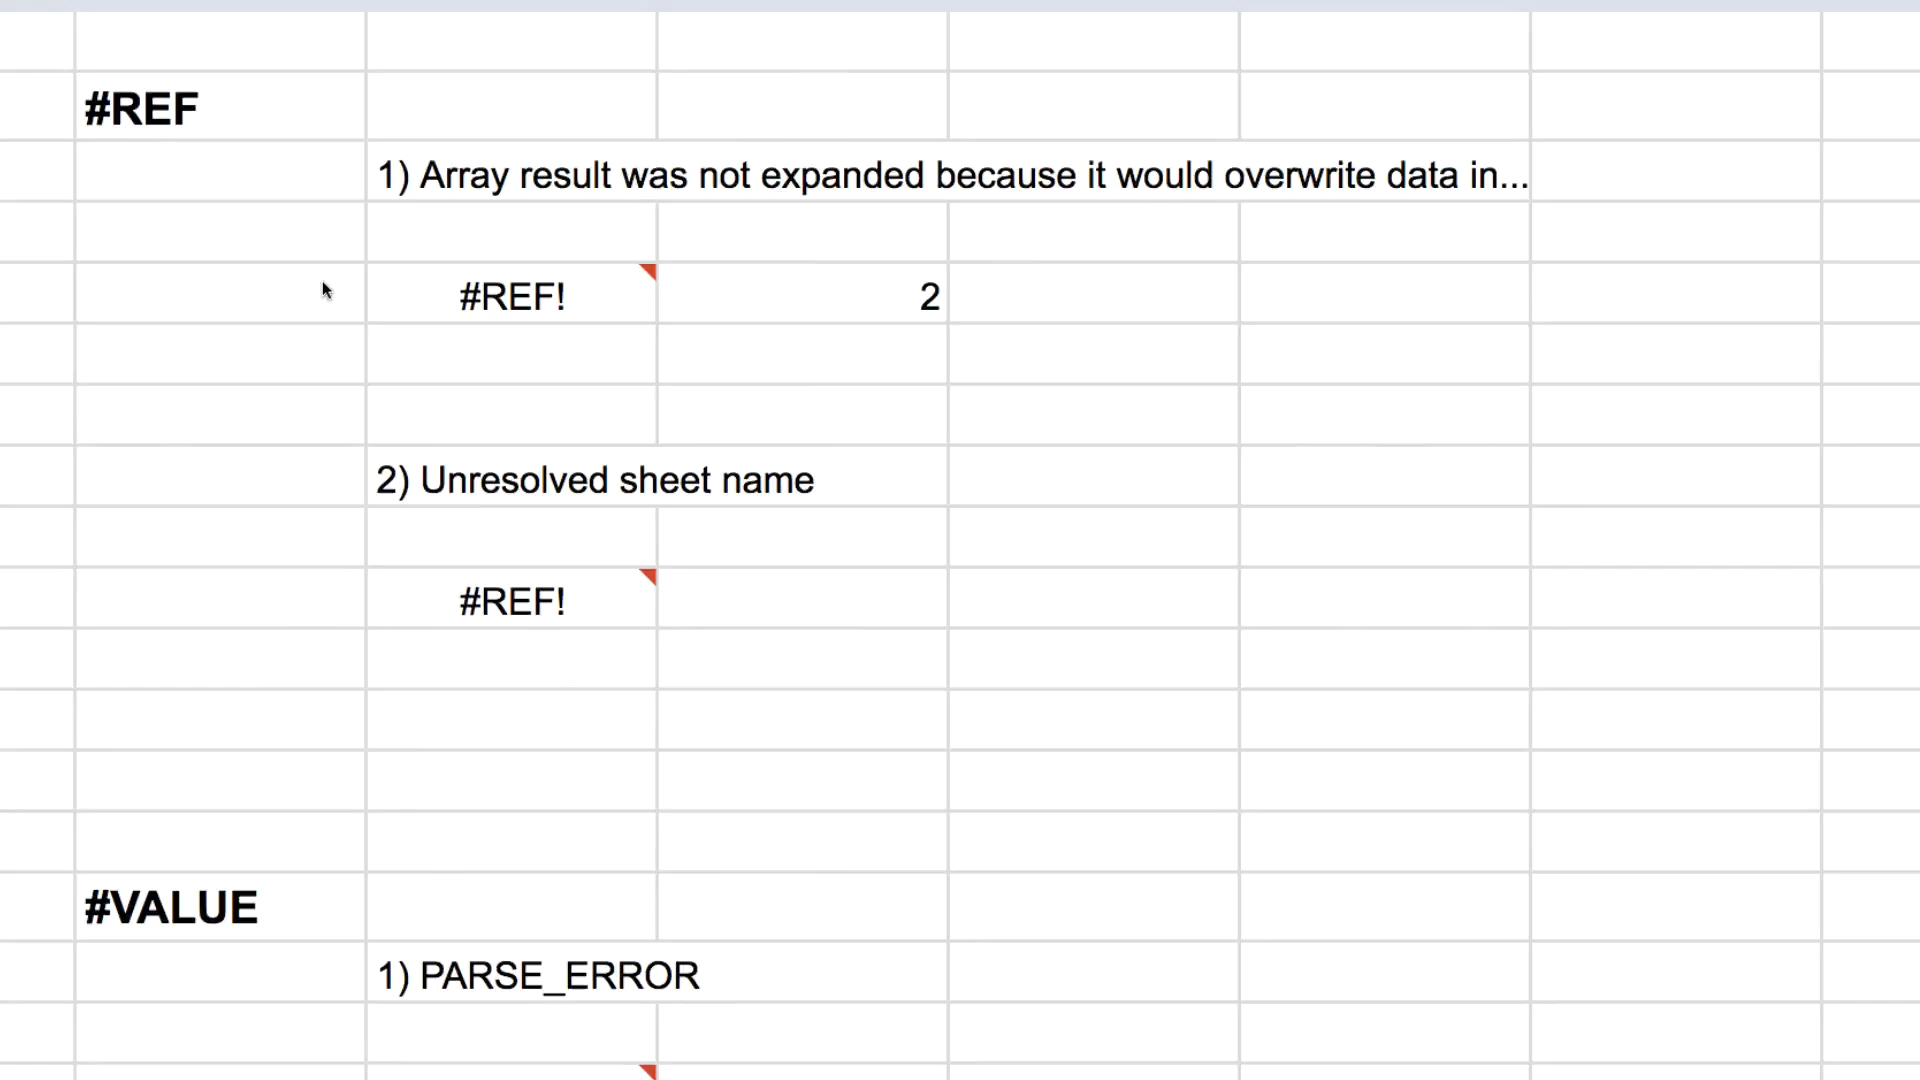 #REF
1) Array result was not expanded because it would overwrite data in...
#REF! 2
2) Unresolved sheet name
#REF!
#VALUE
1) PARSE_ERROR